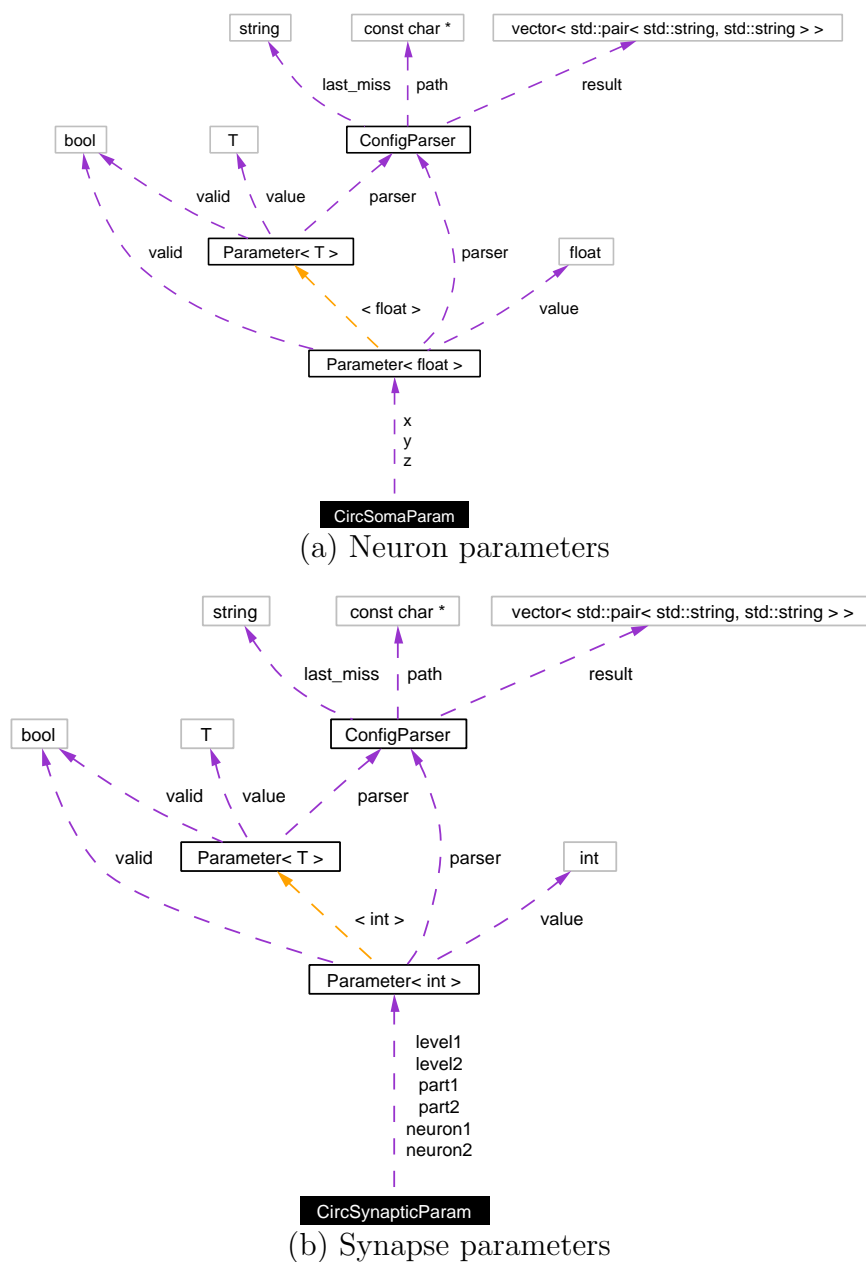 string
const char *
vector< std::pair< std::string, std::string > >
last_miss
path
result
bool
T
ConfigParser
valid
value
parser
Parameter< T >
valid
parser
float
< float >
value
Parameter< float >
x
y
z
CircSomaParam
(a) Neuron parameters
string
const char *
vector< std::pair< std::string, std::string > >
last_miss
path
result
bool
T
ConfigParser
valid
value
parser
Parameter< T >
valid
parser
int
< int >
value
Parameter< int >
level1
level2
part1
part2
neuron1
neuron2
CircSynapticParam
(b) Synapse parameters